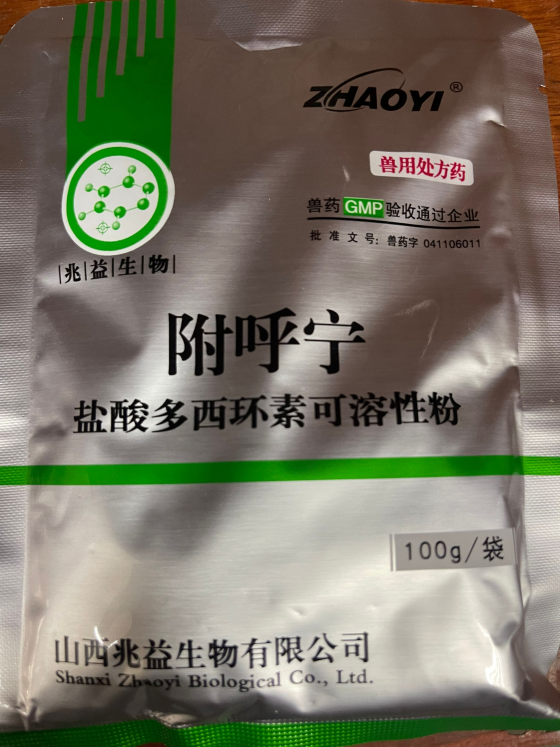 ZHAOYI®
兽用处方药
兽药GMP验收通过企业
批准文号：兽药字 041106011
|兆|益|生|物|
附呼宁
盐酸多西环素可溶性粉
100g/袋
山西兆益生物有限公司
Shanxi Zhaoyi Biological Co., Ltd.